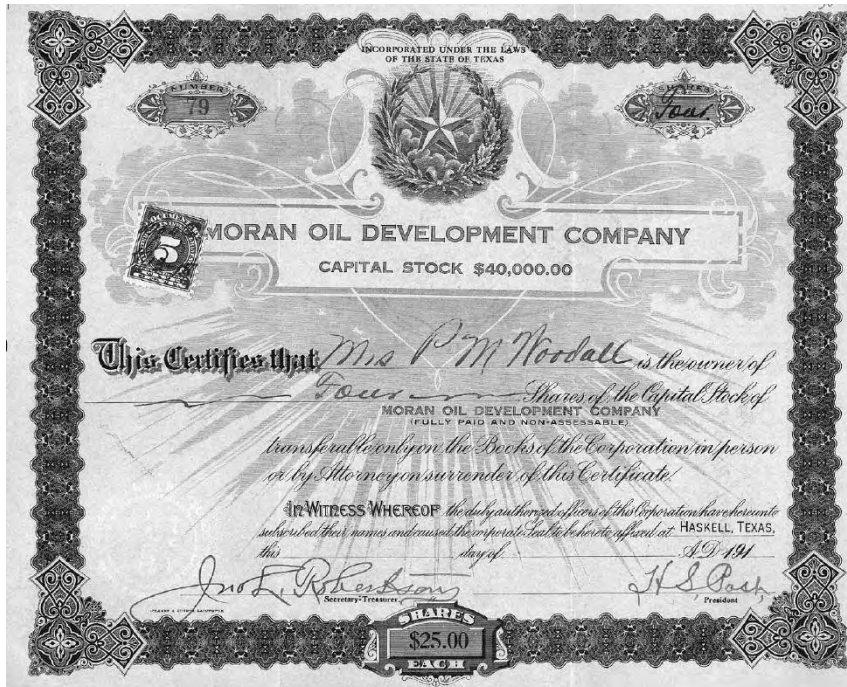 INCORPORATED UNDER THE LAWS
OF THE STATE OF TEXAS
NUMBER
79
SHARES
Four
5
MORAN OIL DEVELOPMENT COMPANY
CAPITAL STOCK $40,000.00
This Certifies that Mrs P M Woodall is the owner of
Four Shares of the Capital Stock of
MORAN OIL DEVELOPMENT COMPANY
(FULLY PAID AND NON-ASSESSABLE)
transferable only on the Books of the Corporation in person
or by Attorney on surrender of this Certificate.
IN WITNESS WHEREOF the duly authorized officers of this Corporation have hereunto
subscribed their names and caused the corporate Seal to be hereto affixed at HASKELL, TEXAS,
this day of A.D. 191
Jno L. Robertson H S, Post,
Secretary-Treasurer President
SHARES
$25.00
EACH